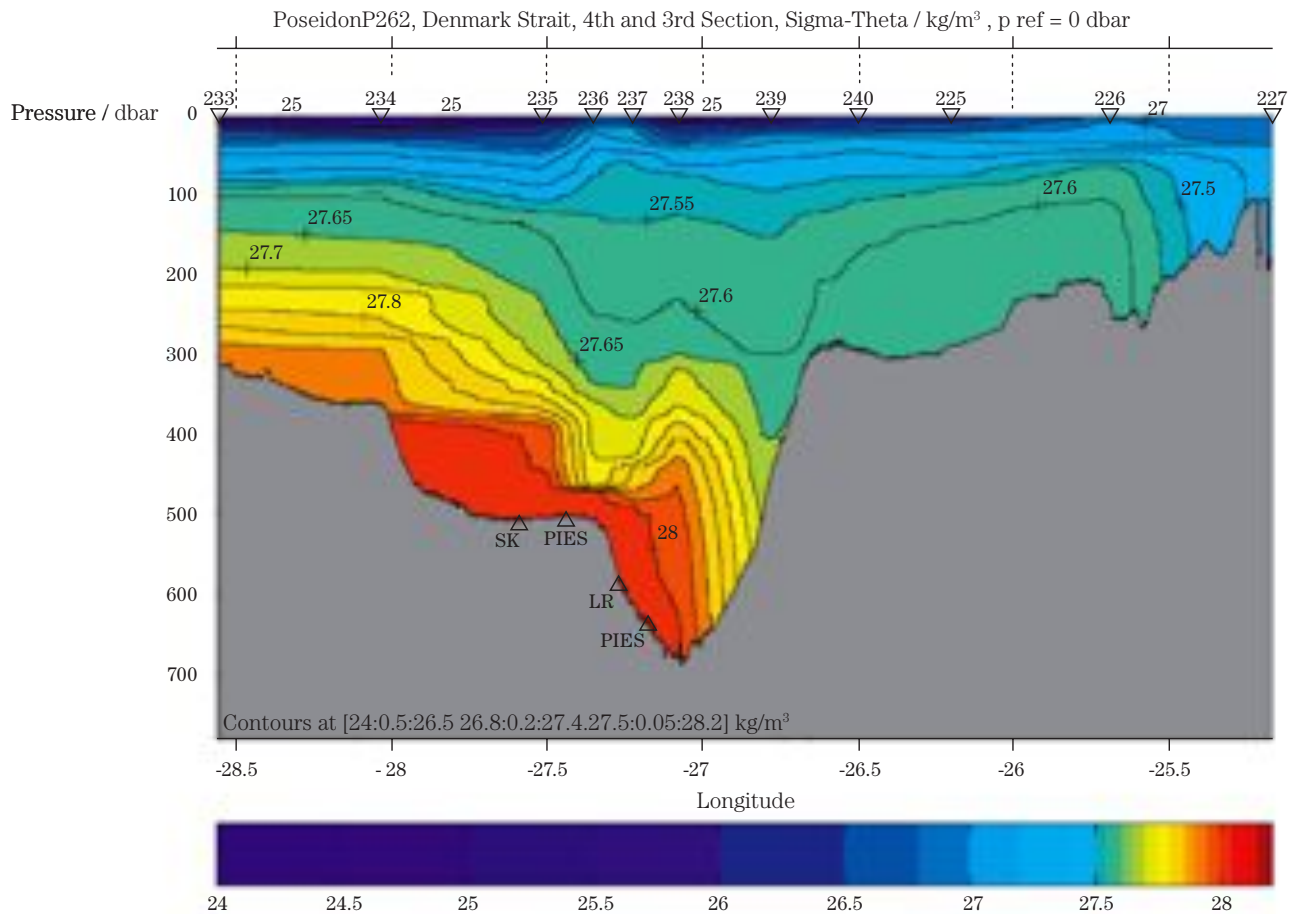 PoseidonP262, Denmark Strait, 4th and 3rd Section, Sigma-Theta / kg/m³ , p ref = 0 dbar
233 25 234 25 235 236 237 238 25 239 240 225 226 27 227
Pressure / dbar
0
100
200
300
400
500
600
700
27.65
27.7
27.8
27.55
27.6
27.5
27.6
27.65
28
SK
PIES
LR
PIES
Contours at [24:0.5:26.5 26.8:0.2:27.4.27.5:0.05:28.2] kg/m³
-28.5 - 28 -27.5 -27 -26.5 -26 -25.5
Longitude
24 24.5 25 25.5 26 26.5 27 27.5 28